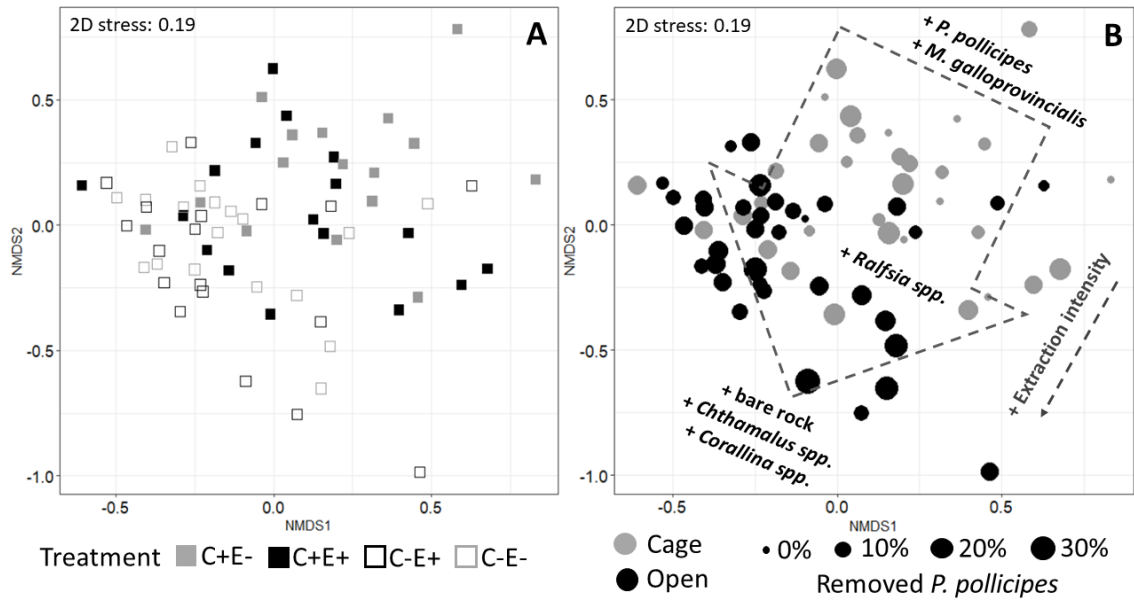 2D stress: 0.19
A
0.5
0.0
-0.5
-1.0
NMDS2
-0.5
0.0
0.5
NMDS1
Treatment C+E- C+E+ C-E+ C-E-
2D stress: 0.19
B
0.5
0.0
-0.5
-1.0
NMDS2
+ P. pollicipes
+ M. galloprovincialis
+ Ralfsia spp.
+ Extraction intensity
+ bare rock
+ Chthamalus spp.
+ Corallina spp.
-0.5
0.0
0.5
NMDS1
Cage
Open
0% 10% 20% 30%
Removed P. pollicipes